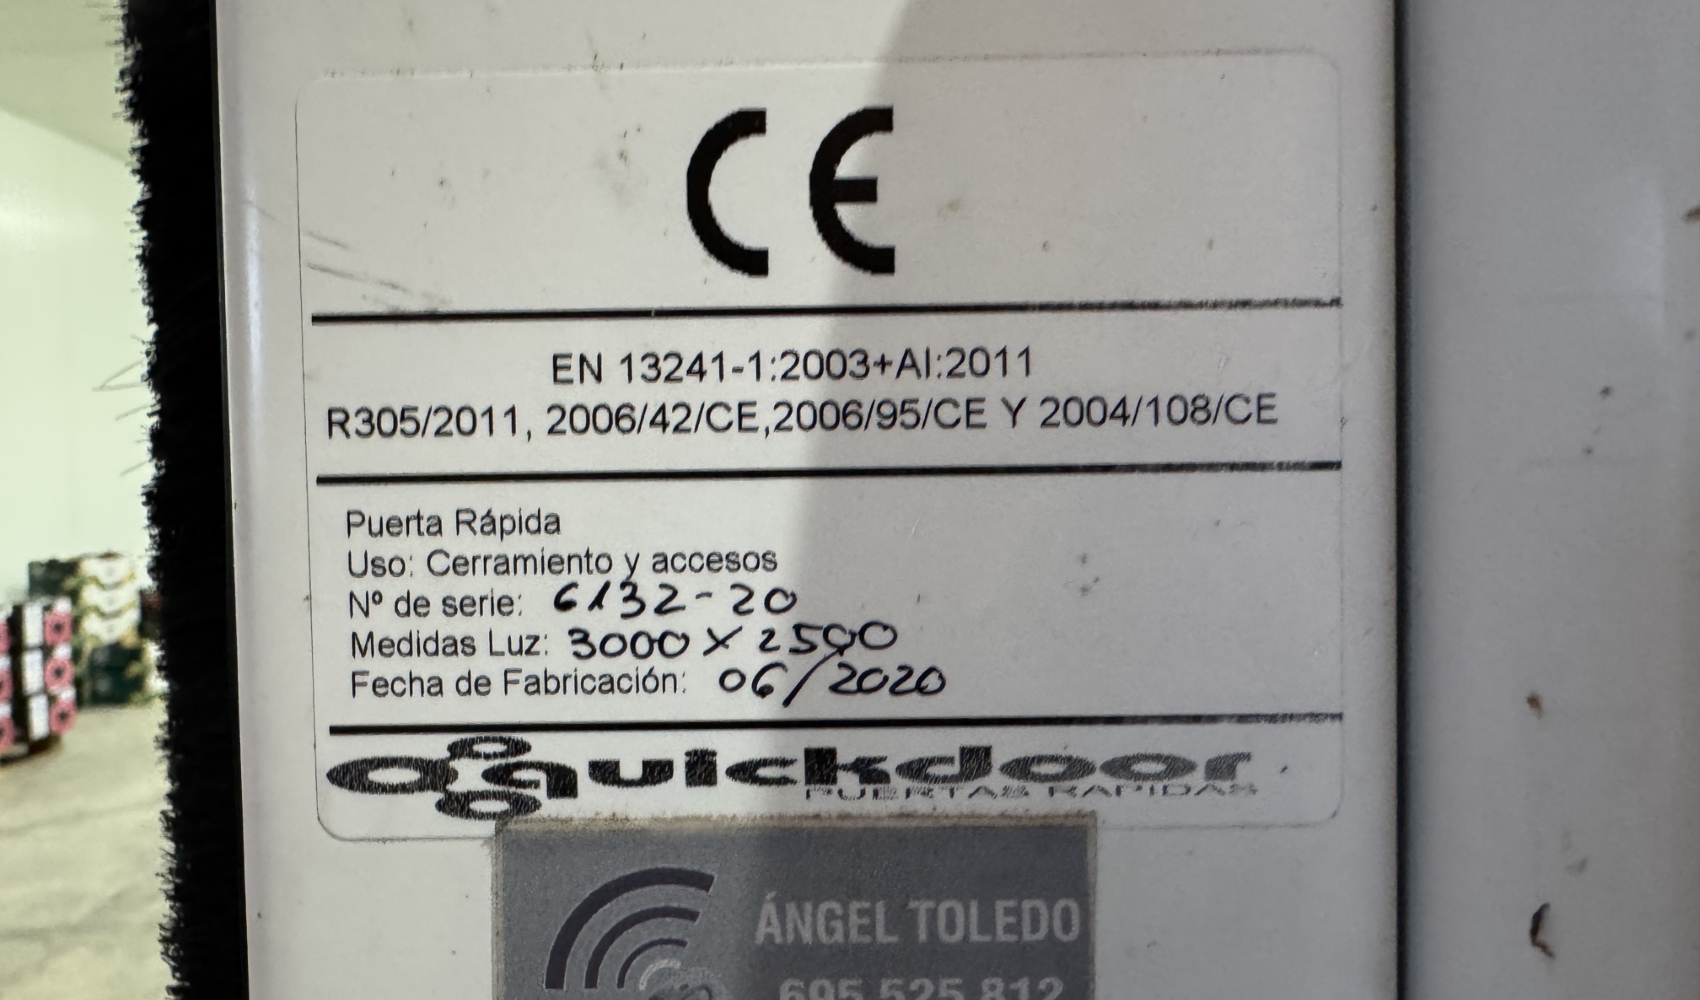 CE
EN 13241-1:2003+AI:2011
R305/2011, 2006/42/CE,2006/95/CE Y 2004/108/CE
Puerta Rápida
Uso: Cerramiento y accesos
Nº de serie: 6132-20
Medidas Luz: 3000 x 2500
Fecha de Fabricación: 06/2020
quickdoor
PUERTAS RAPIDAS
ÁNGEL TOLEDO
695 525 812